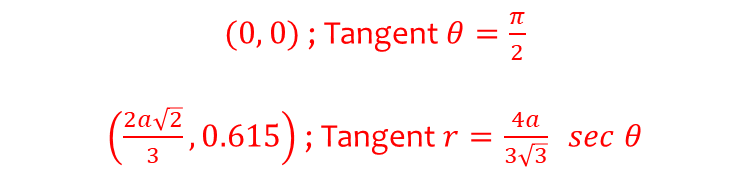 (0, 0) ; Tangent θ = π/2
(2a√2/3, 0.615) ; Tangent r = 4a/3√3 sec θ